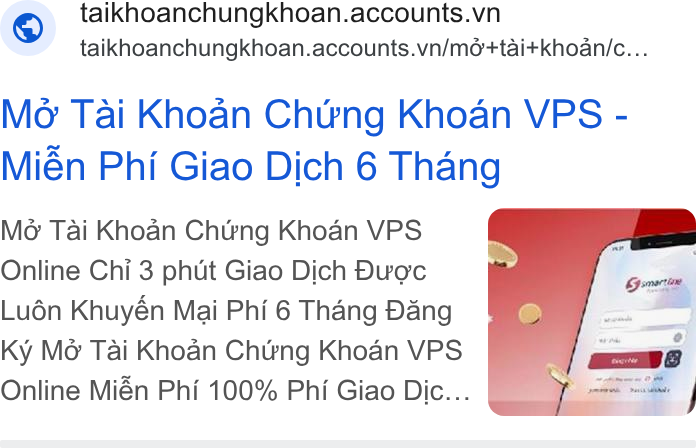 taikhoanchungkhoan.accounts.vn
taikhoanchungkhoan.accounts.vn/mở+tài+khoản/c…
Mở Tài Khoản Chứng Khoán VPS -
Miễn Phí Giao Dịch 6 Tháng
Mở Tài Khoản Chứng Khoán VPS
Online Chỉ 3 phút Giao Dịch Được
Luôn Khuyến Mại Phí 6 Tháng Đăng
Ký Mở Tài Khoản Chứng Khoán VPS
Online Miễn Phí 100% Phí Giao Dịc…
smartone